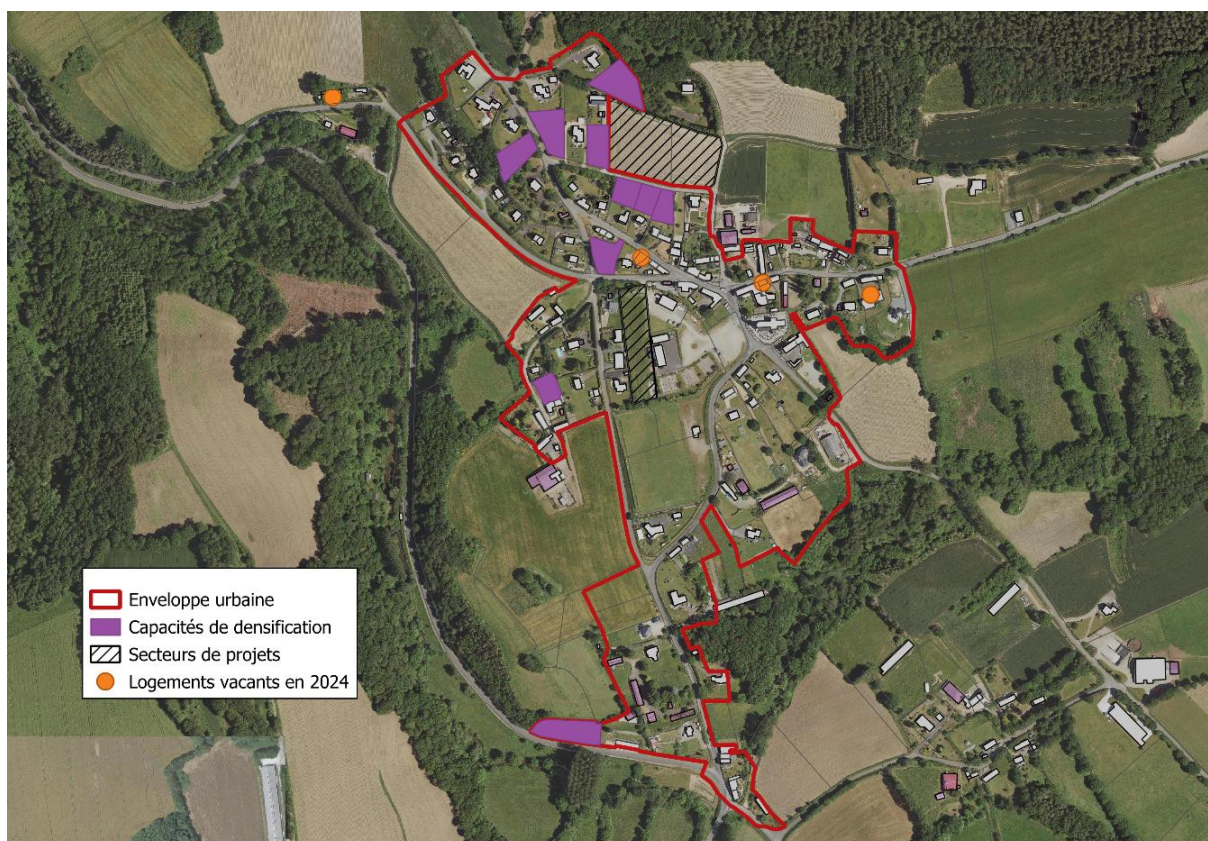 Enveloppe urbaine
Capacités de densification
Secteurs de projets
Logements vacants en 2024